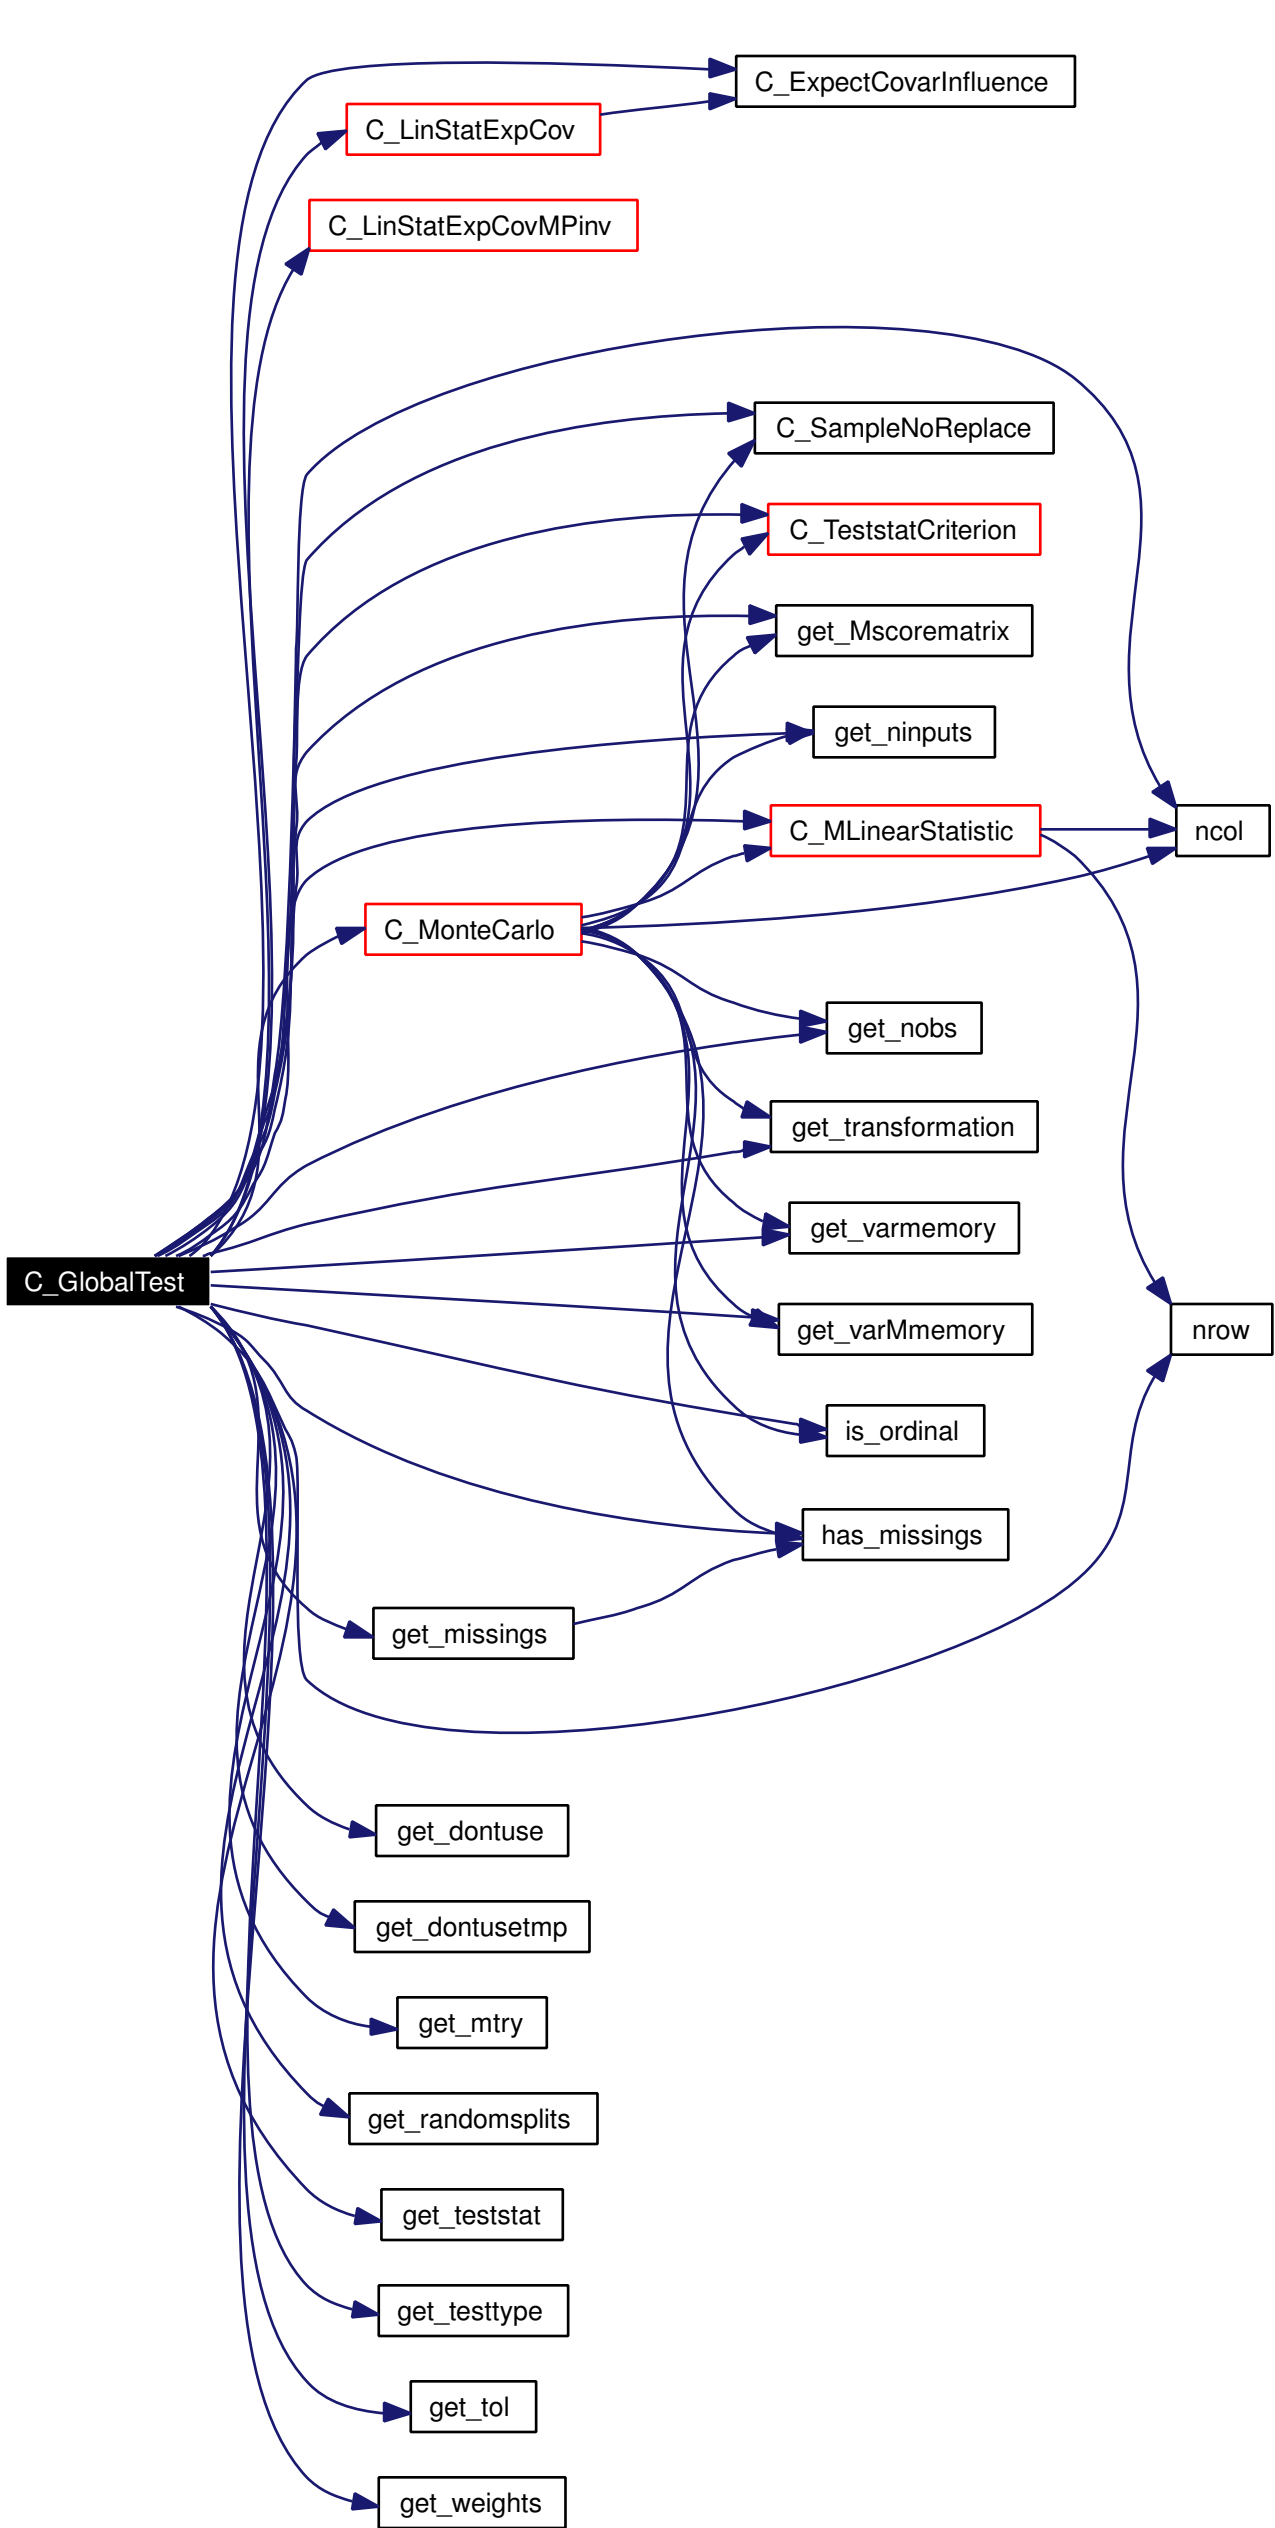 C_ExpectCovarInfluence
C_LinStatExpCov
C_LinStatExpCovMPinv
C_SampleNoReplace
C_TeststatCriterion
get_Mscorematrix
get_ninputs
C_MLinearStatistic
ncol
C_MonteCarlo
get_nobs
get_transformation
get_varmemory
C_GlobalTest
get_varMmemory
nrow
is_ordinal
has_missings
get_missings
get_dontuse
get_dontusetmp
get_mtry
get_randomsplits
get_teststat
get_testtype
get_tol
get_weights